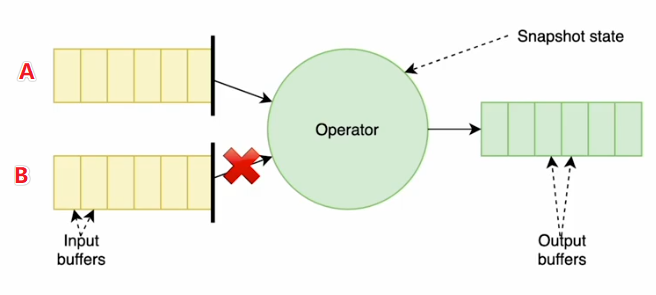 Snapshot state
A
Operator
B
Input
buffers
Output
buffers